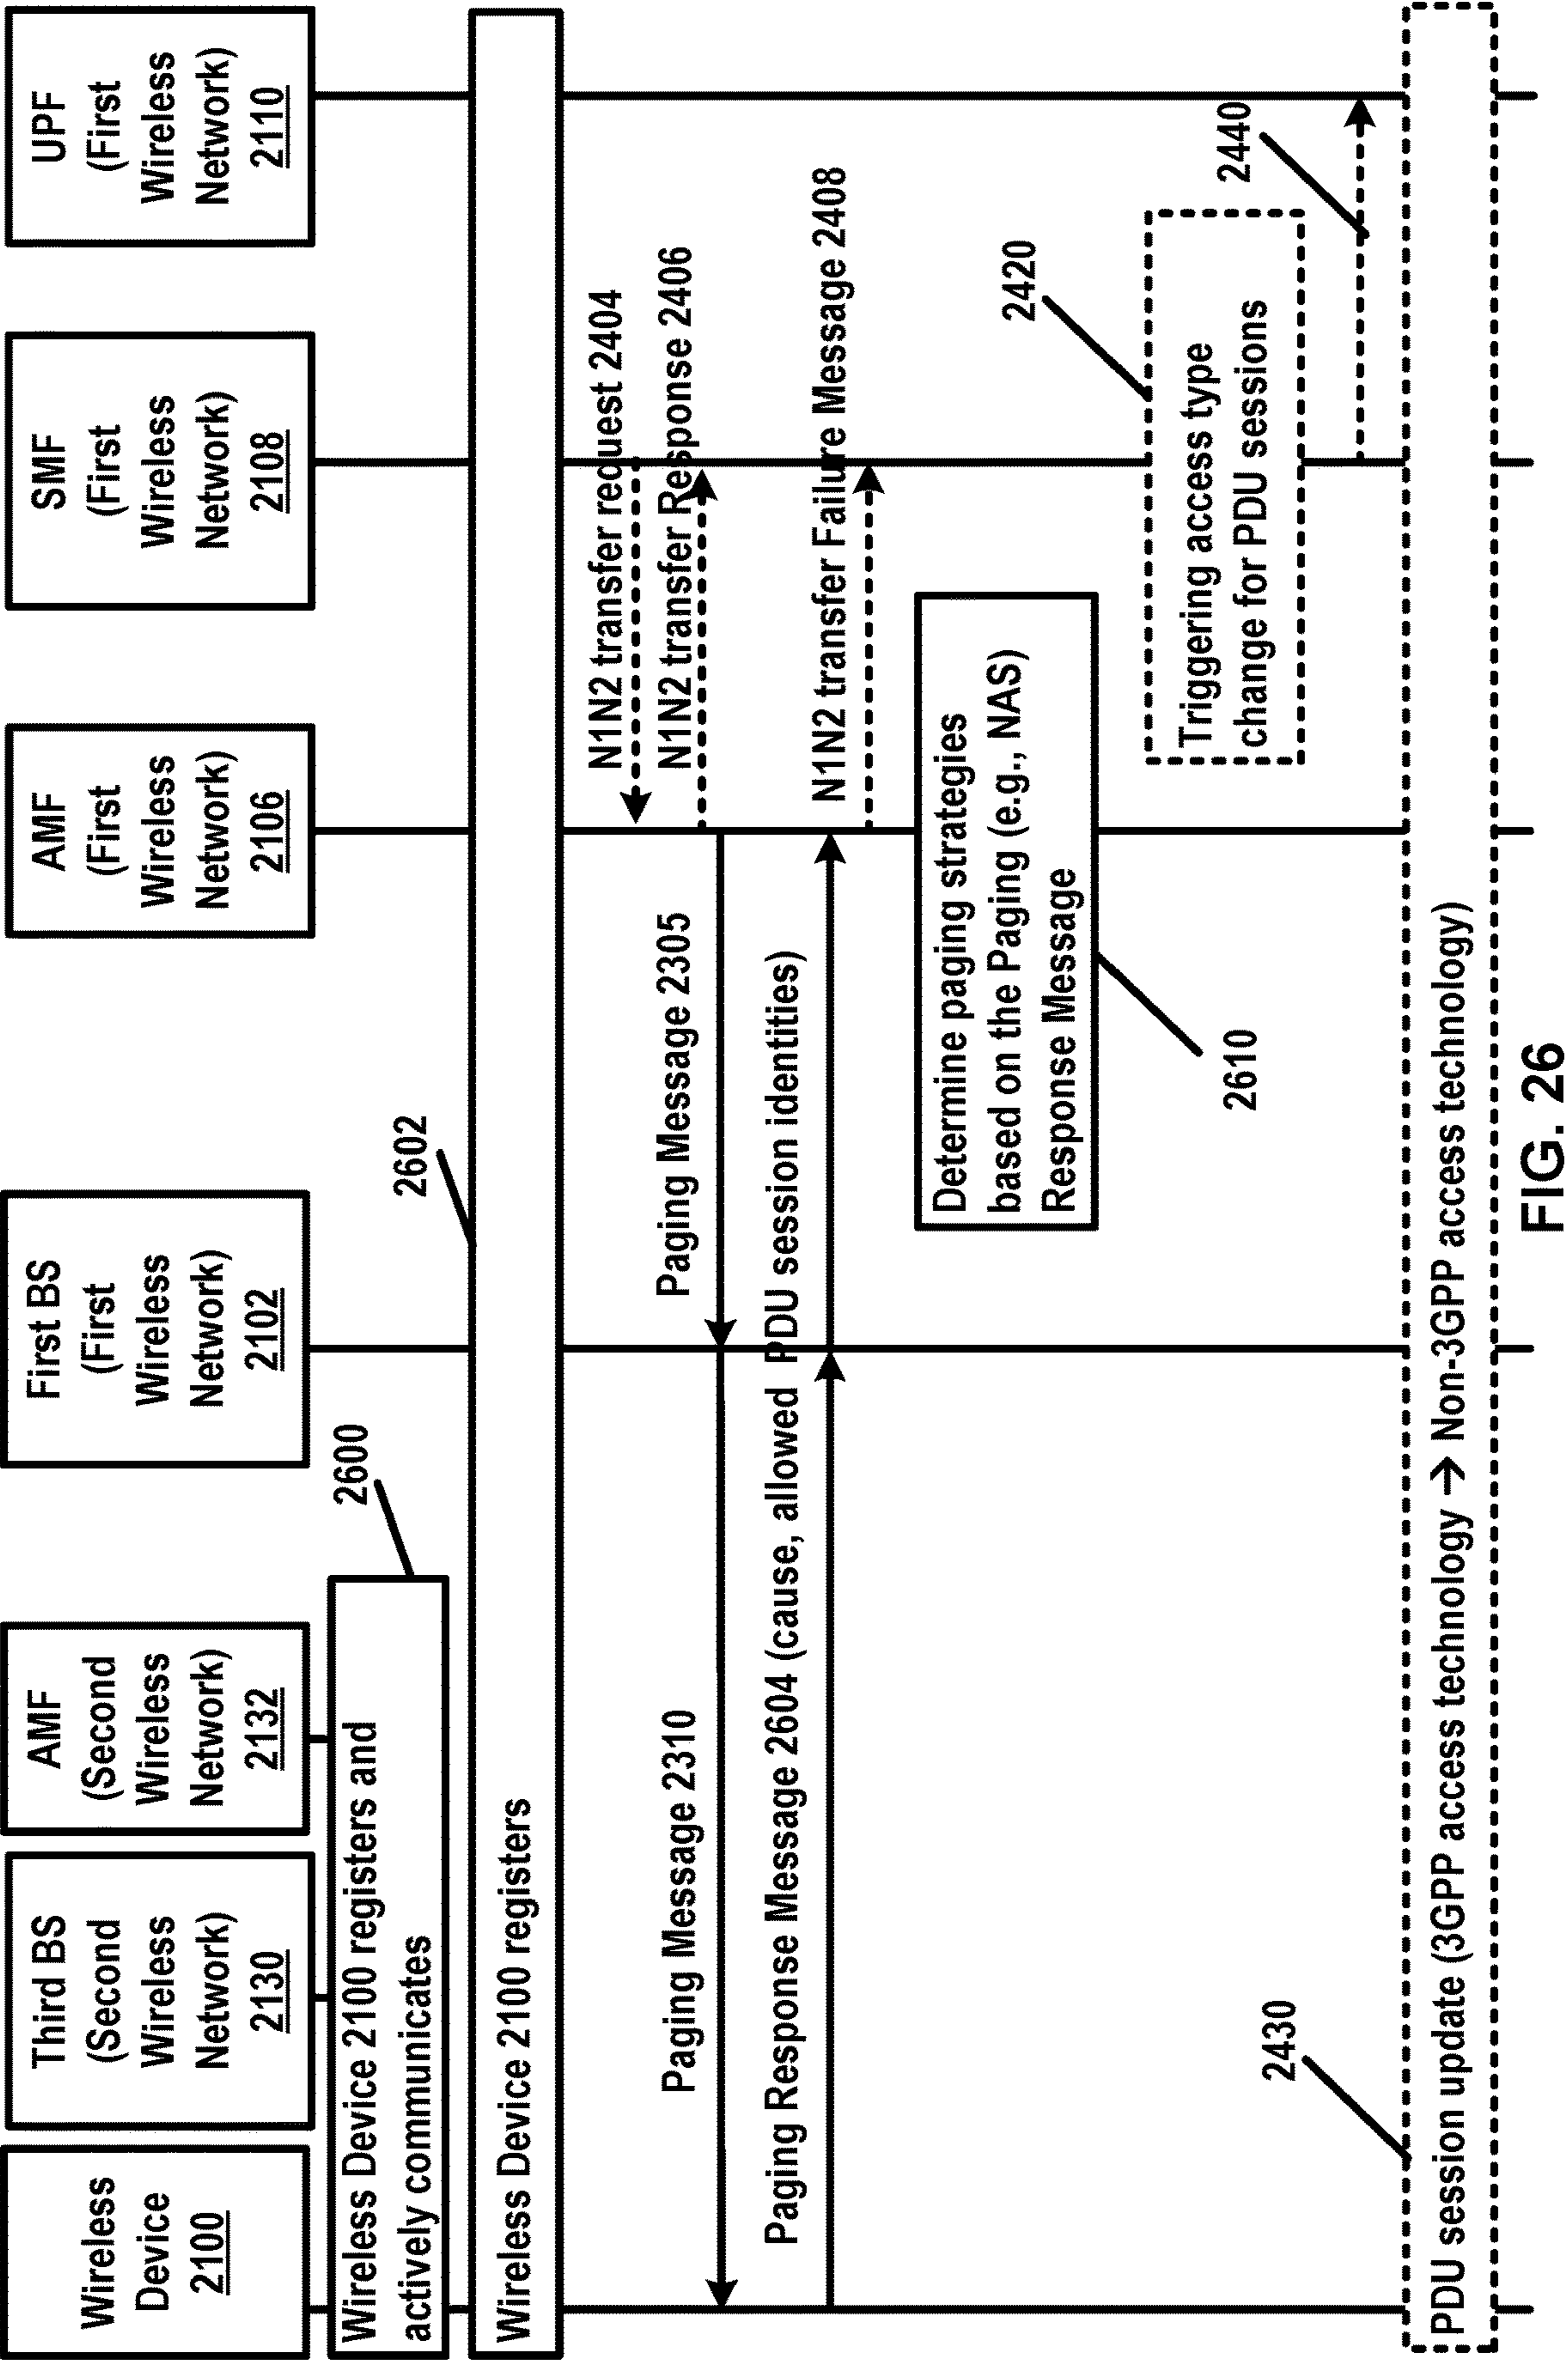 Wireless
Device
2100
Third BS
(Second
Wireless
Network)
2130
AMF
(Second
Wireless
Network)
2132
First BS
(First
Wireless
Network)
2102
AMF
(First
Wireless
Network)
2106
SMF
(First
Wireless
Network)
2108
UPF
(First
Wireless
Network)
2110
Wireless Device 2100 registers and
actively communicates
2600
2602
Wireless Device 2100 registers
N1N2 transfer request 2404
N1N2 transfer Response 2406
Paging Message 2310
Paging Message 2305
Paging Response Message 2604 (cause, allowed PDU session identities)
N1N2 transfer Failure Message 2408
Determine paging strategies
based on the Paging (e.g., NAS)
Response Message
2610
2420
Triggering access type
change for PDU sessions
2440
2430
PDU session update (3GPP access technology → Non-3GPP access technology)
FIG. 26